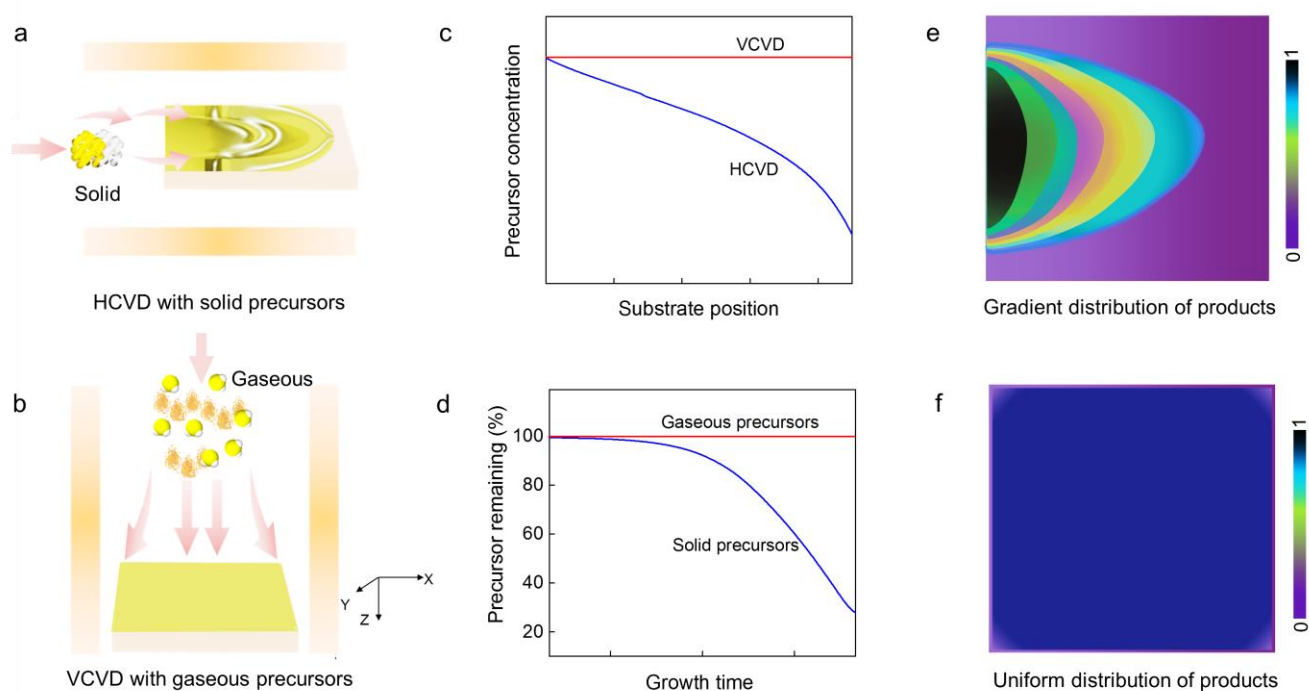 a
Solid
HCVD with solid precursors
b
Gaseous
X
Y
Z
VCVD with gaseous precursors
c
Precursor concentration
VCVD
HCVD
Substrate position
d
Precursor remaining (%)
100
80
60
40
20
Gaseous precursors
Solid precursors
Growth time
e
1
0
Gradient distribution of products
f
1
0
Uniform distribution of products